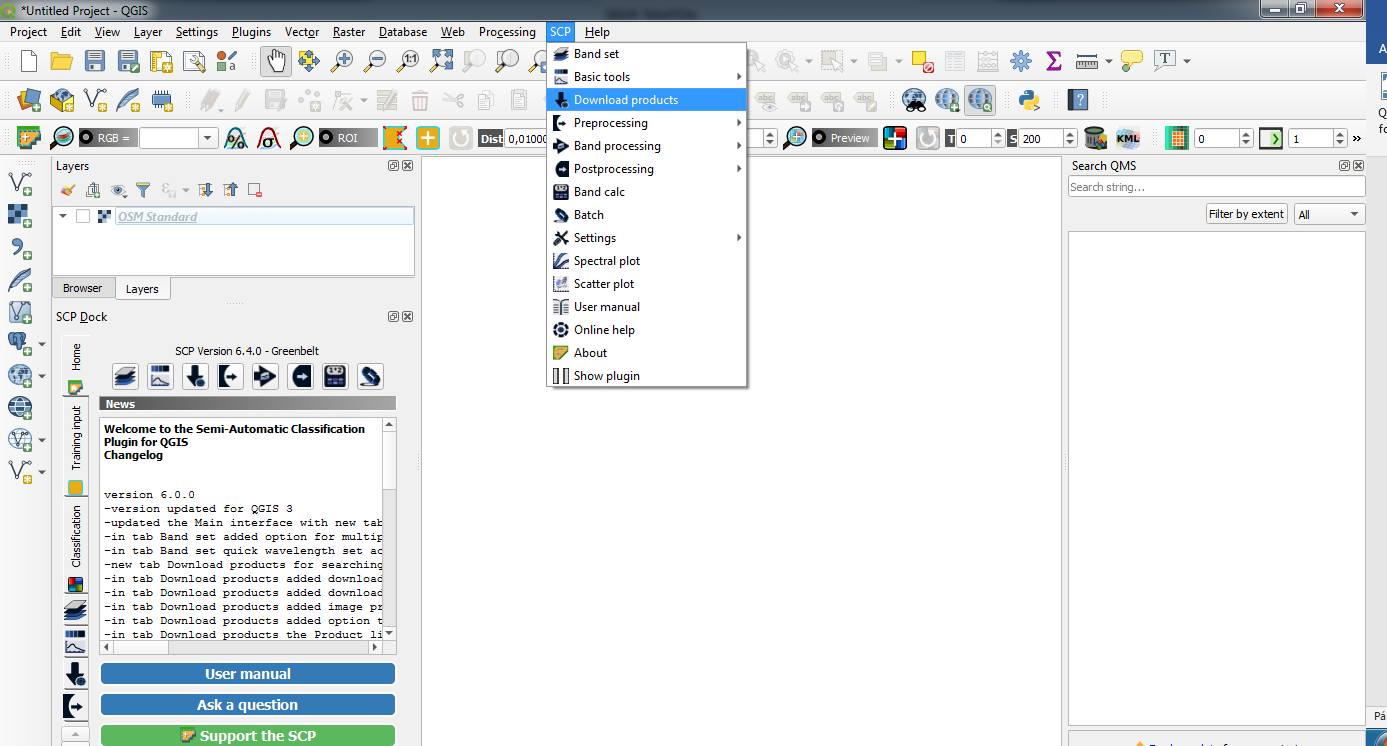 *Untitled Project - QGIS
Project Edit View Layer Settings Plugins Vector Raster Database Web Processing SCP Help
RGB =
ROI
Dist 0,01000
Preview
T 0
S 200
KML
0
1
»
Layers
OSM Standard
Browser Layers
SCP Dock
Home
Training input
Classification
SCP Version 6.4.0 - Greenbelt
News
Welcome to the Semi-Automatic Classification
Plugin for QGIS
Changelog
version 6.0.0
-version updated for QGIS 3
-updated the Main interface with new tab
-in tab Band set added option for multip
-in tab Band set quick wavelength set ac
-new tab Download products for searching
-in tab Download products added download
-in tab Download products added download
-in tab Download products added image pr
-in tab Download products added option t
-in tab Download products the Product li
User manual
Ask a question
Support the SCP
Band set
Basic tools
Download products
Preprocessing
Band processing
Postprocessing
Band calc
Batch
Settings
Spectral plot
Scatter plot
User manual
Online help
About
Show plugin
Search QMS
Search string...
Filter by extent
All
Pá